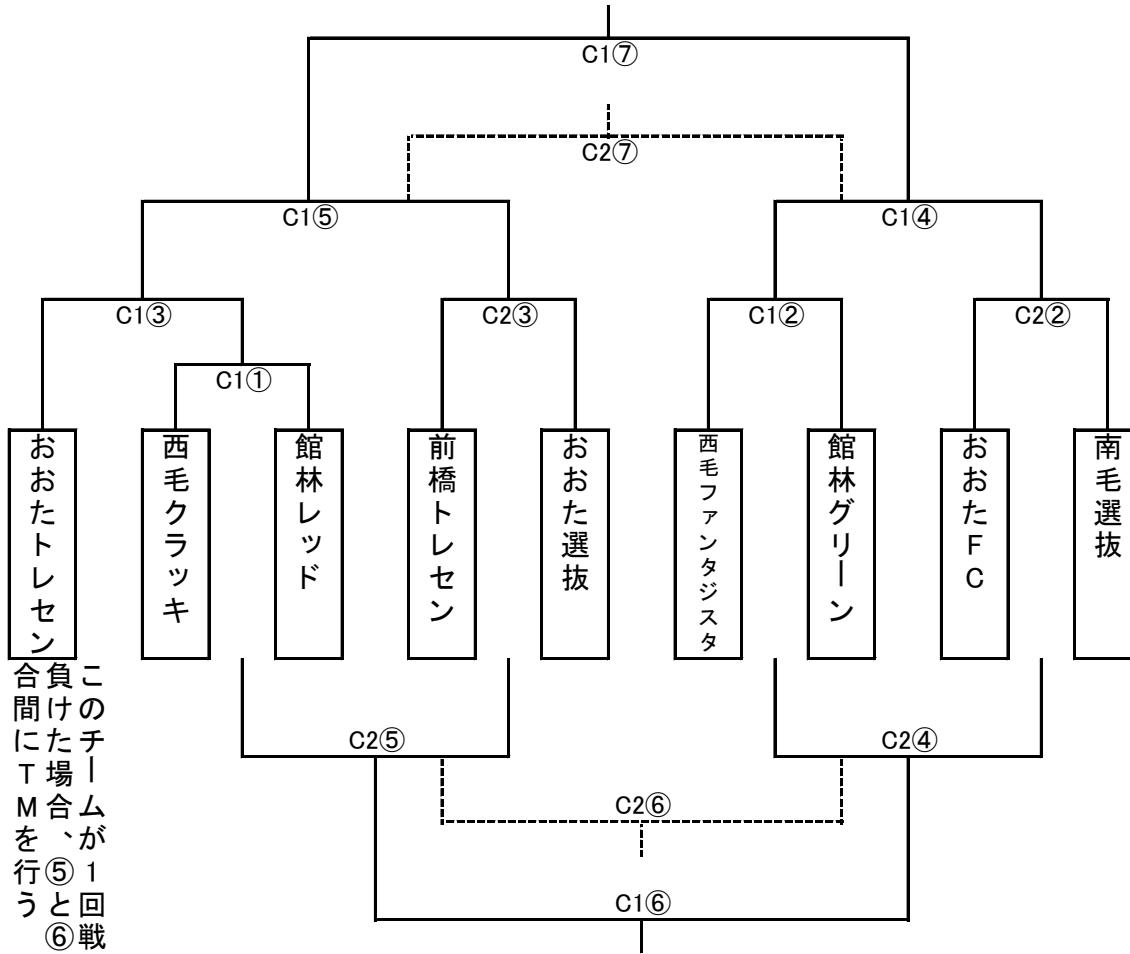 C1⑦
C2⑦
C1⑤
C1④
C1③
C2③
C1②
C2②
C1①
おおたトレセン
西毛クラッキ
館林レッド
前橋トレセン
おおた選抜
西毛ファンタジスタ
館林グリーン
おおたFC
南毛選抜
このチームが1回戦
負けた場合、⑤と⑥
合間にTMを行う
C2⑤
C2④
C2⑥
C1⑥